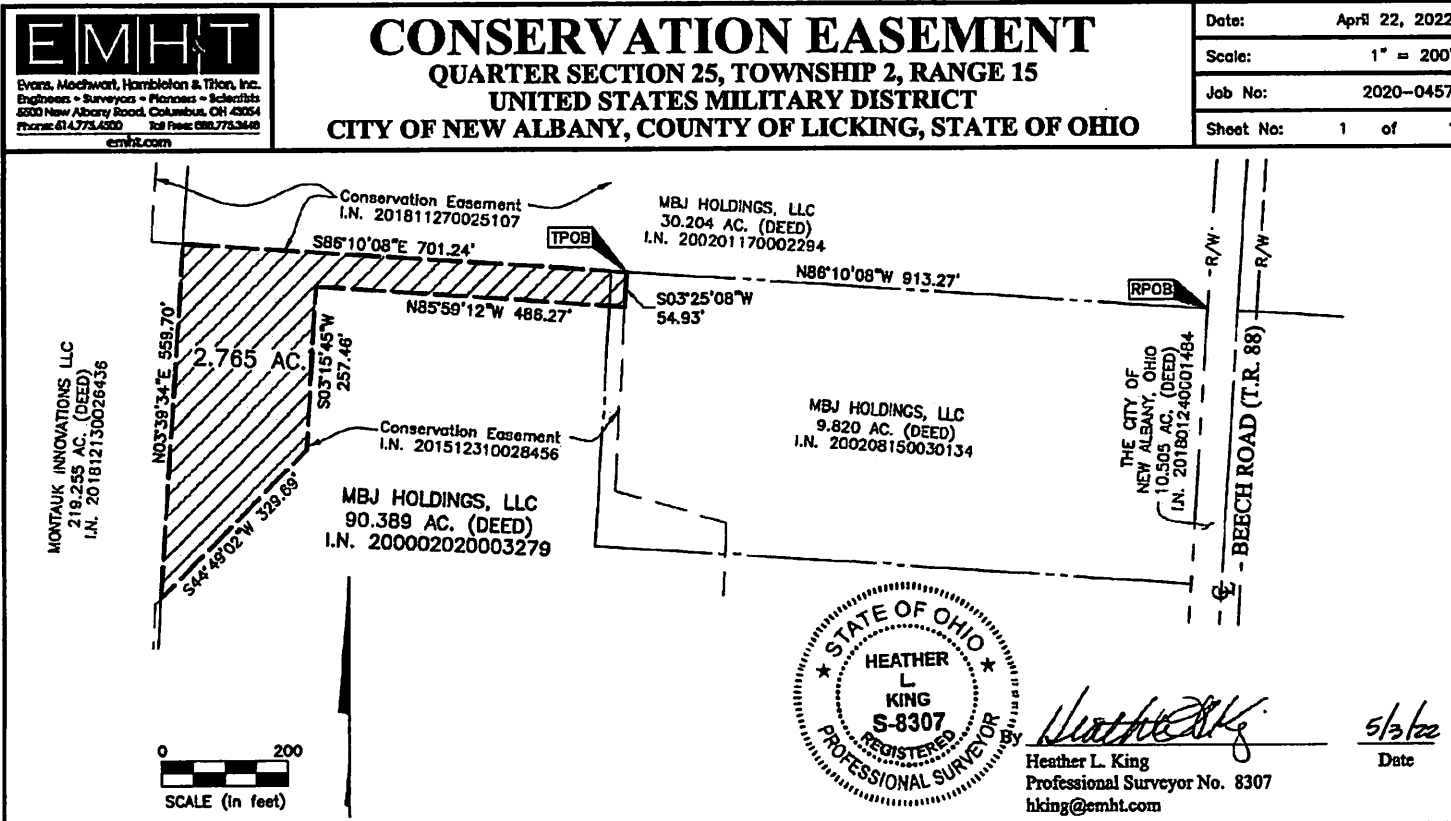 EMHT
Evans, Mechwart, Hambleton & Tilton, Inc.
Engineers • Surveyors • Planners • Scientists
5500 New Albany Road, Columbus, OH 43054
Phone: 614.775.4500 Toll Free: 888.775.3648
emht.com
CONSERVATION EASEMENT
QUARTER SECTION 25, TOWNSHIP 2, RANGE 15
UNITED STATES MILITARY DISTRICT
CITY OF NEW ALBANY, COUNTY OF LICKING, STATE OF OHIO
Date: April 22, 2022
Scale: 1" = 200'
Job No: 2020-0457
Sheet No: 1 of
Conservation Easement
I.N. 201811270025107
MBJ HOLDINGS, LLC
30.204 AC. (DEED)
I.N. 200201170002294
S86°10'08"E 701.24'
TPOB
N86°10'08"W 913.27'
RPOB
R/W
R/W
N85°59'12"W 486.27'
S03°25'08"W
54.93'
2.765 AC.
N03°39'34"E 559.70'
S03°15'45"W
257.46'
MONTAUK INNOVATIONS LLC
219.255 AC. (DEED)
I.N. 201812130026436
Conservation Easement
I.N. 201512310028456
MBJ HOLDINGS, LLC
9.820 AC. (DEED)
I.N. 200208150030134
THE CITY OF
NEW ALBANY, OHIO
10.505 AC. (DEED)
I.N. 201801240001484
BEECH ROAD (T.R. 88)
S44°49'02"W 329.69'
MBJ HOLDINGS, LLC
90.389 AC. (DEED)
I.N. 200002020003279
0 200
SCALE (In feet)
STATE OF OHIO
HEATHER
L.
KING
S-8307
REGISTERED
PROFESSIONAL SURVEYOR
By Heather L King
5/3/22
Heather L. King
Date
Professional Surveyor No. 8307
hking@emht.com